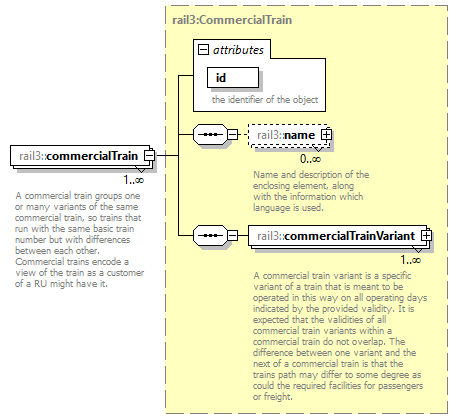 rail3:CommercialTrain
attributes
id
the identifier of the object
rail3::name
0..∞
Name and description of the
enclosing element, along
with the information which
language is used.
rail3::commercialTrain
1..∞
A commercial train groups one
or many variants of the same
commercial train, so trains that
run with the same basic train
number but with differences
between each other.
Commercial trains encode a
view of the train as a customer
of a RU might have it.
rail3::commercialTrainVariant
1..∞
A commercial train variant is a specific
variant of a train that is meant to be
operated in this way on all operating days
indicated by the provided validity. It is
expected that the validities of all
commercial train variants within a
commercial train do not overlap. The
difference between one variant and the
next of a commercial train is that the
trains path may differ to some degree as
could the required facilities for passengers
or freight.